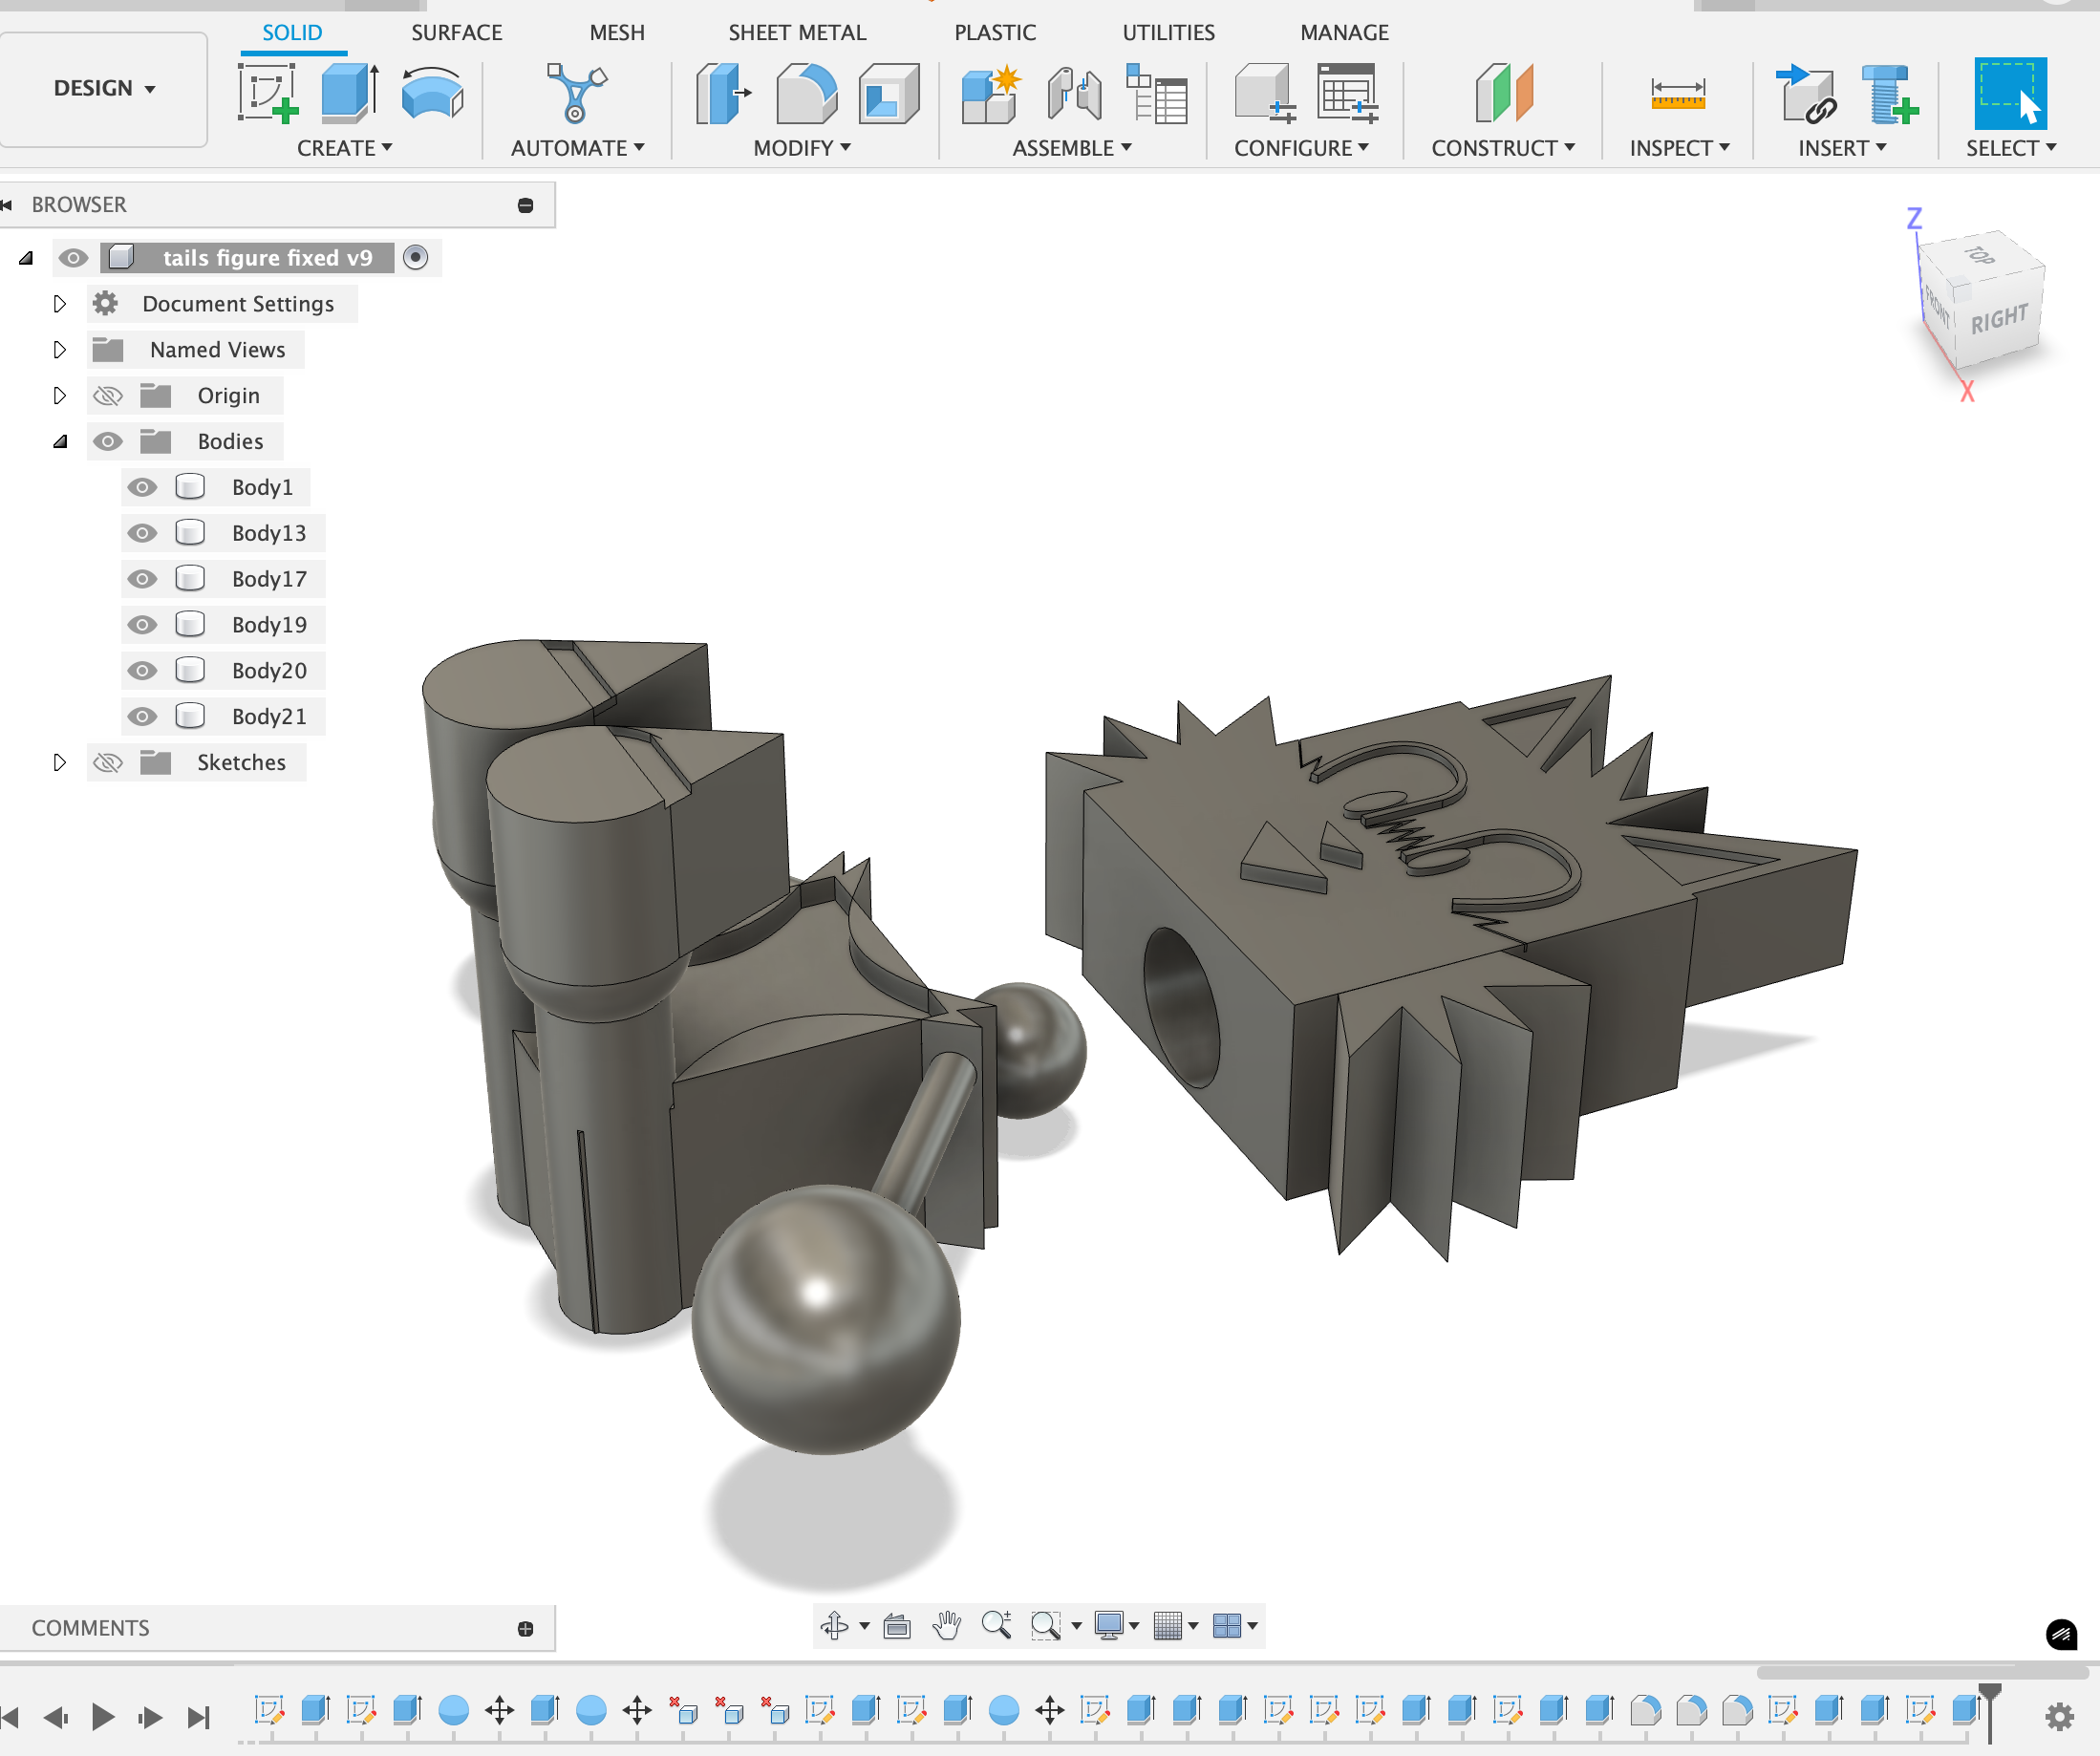 SOLID SURFACE MESH SHEET METAL PLASTIC UTILITIES MANAGE
DESIGN
CREATE AUTOMATE MODIFY ASSEMBLE CONFIGURE CONSTRUCT INSPECT INSERT SELECT
BROWSER
tails figure fixed v9
Document Settings
Named Views
Origin
Bodies
Body1
Body13
Body17
Body19
Body20
Body21
Sketches
Z
TOP
FRONT
RIGHT
X
COMMENTS